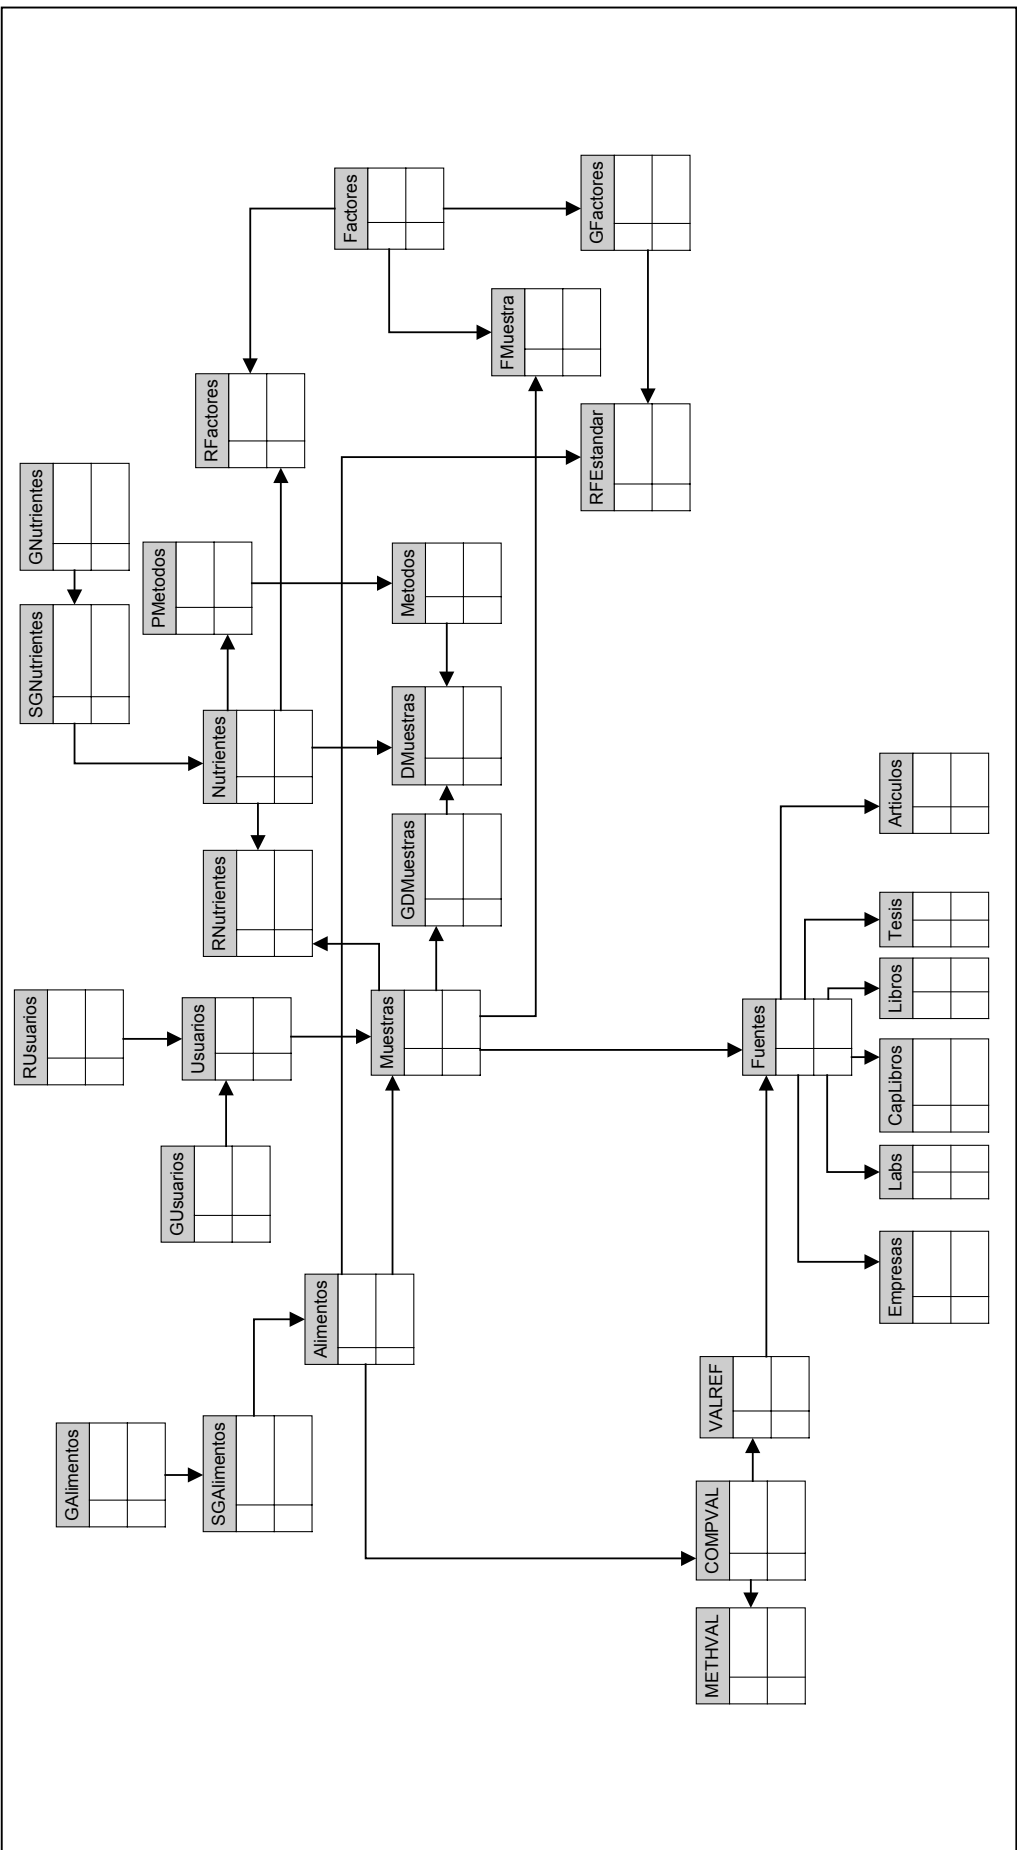 RUsuarios
SGNutrientes
GNutrientes
GAlimentos
PMetodos
GUsuarios
Usuarios
SGAlimentos
RNutrientes
Nutrientes
RFactores
Alimentos
Factores
Muestras
GDMuestras
DMuestras
Metodos
FMuestra
RFEstandar
GFactores
METHVAL
COMPVAL
VALREF
Fuentes
Empresas
Labs
CapLibros
Libros
Tesis
Articulos